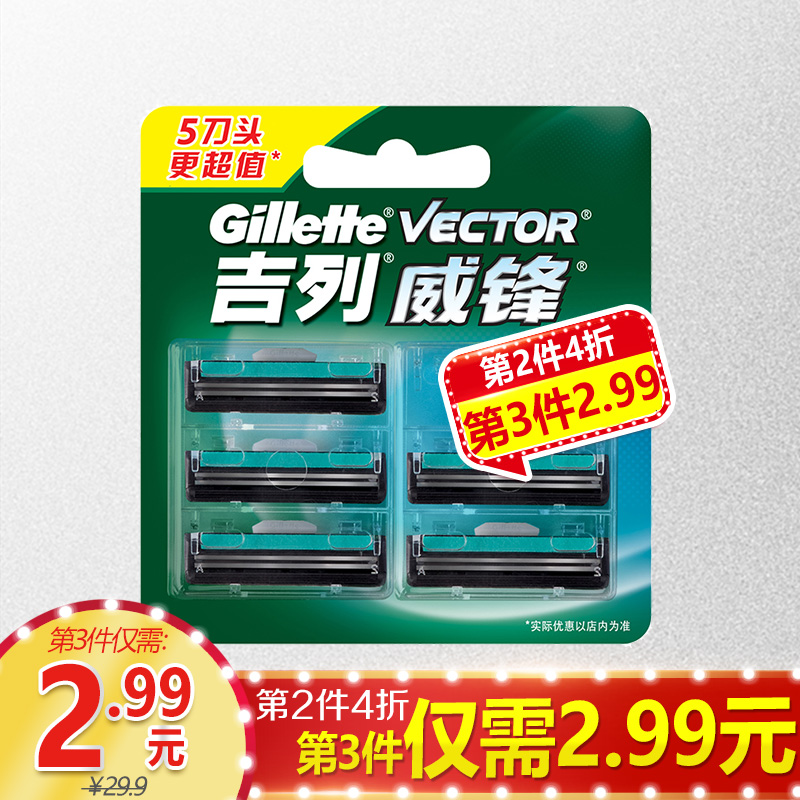 5刀头
更超值*
Gillette® VECTOR®
吉列® 威锋®
第2件4折
第3件2.99
*实际优惠以店内为准
第3件仅需:
2.99
元
￥29.9
第2件4折
第3件仅需2.99元